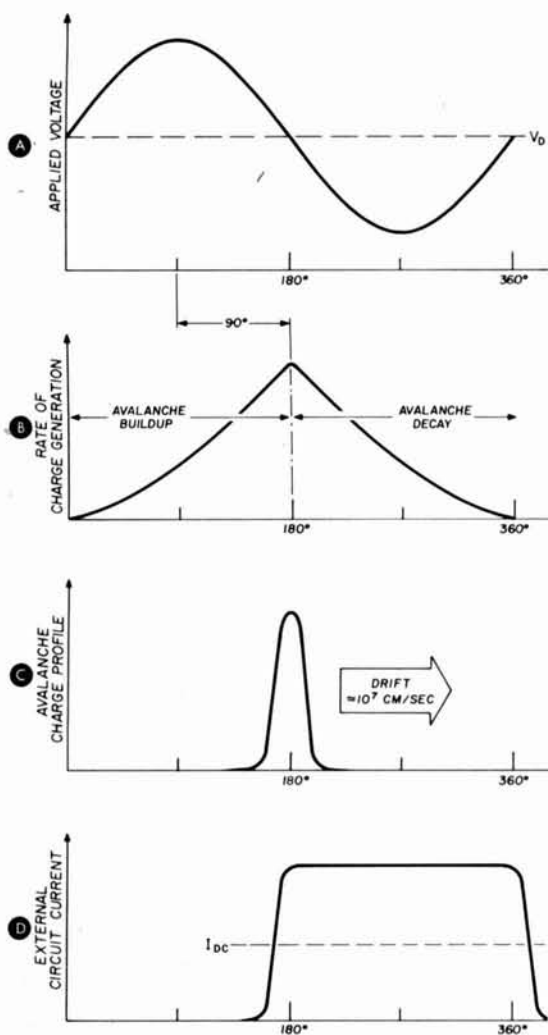 A
APPLIED VOLTAGE
V_D
180°
360°
90°
B
RATE OF
CHARGE GENERATION
AVALANCHE
BUILDUP
AVALANCHE
DECAY
180°
360°
C
AVALANCHE
CHARGE PROFILE
DRIFT
≈10⁷ CM/SEC
180°
360°
D
EXTERNAL
CIRCUIT CURRENT
I_DC
180°
360°